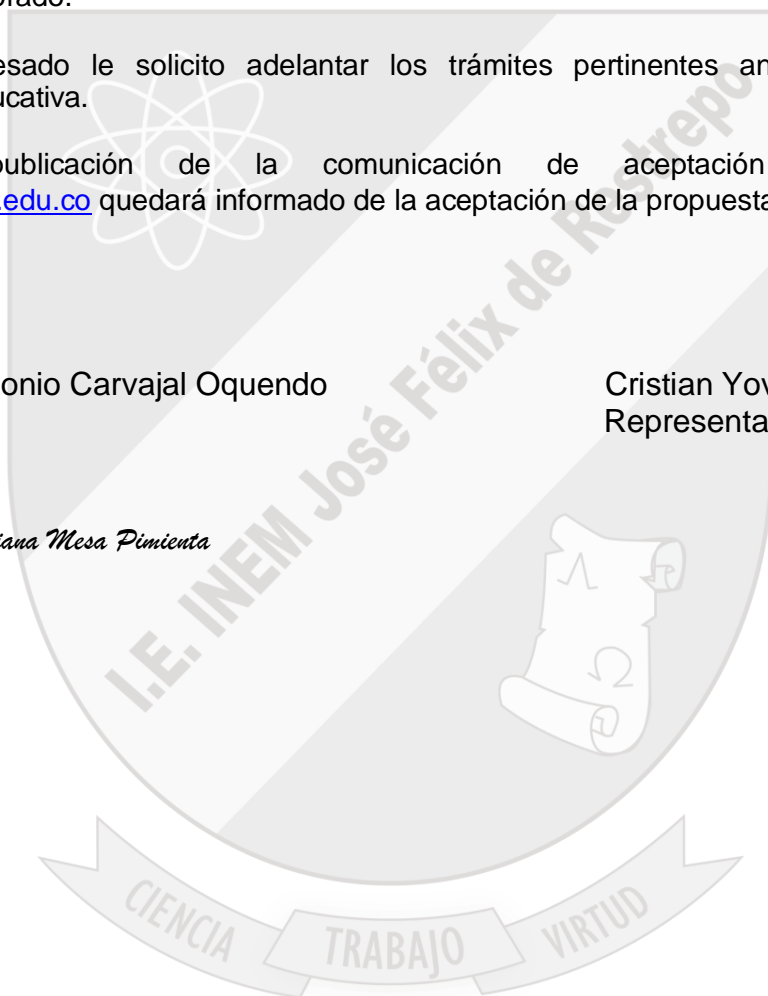 esado le solicito adelantar los trámites pertinentes an
ucativa.
publicación de la comunicación de aceptación
.edu.co quedará informado de la aceptación de la propuesta
onio Carvajal Oquendo
Cristian Yov
Representa
iana Mesa Pimienta
I.E. INEM José Félix de Restrepo
CIENCIA TRABAJO VIRTUD